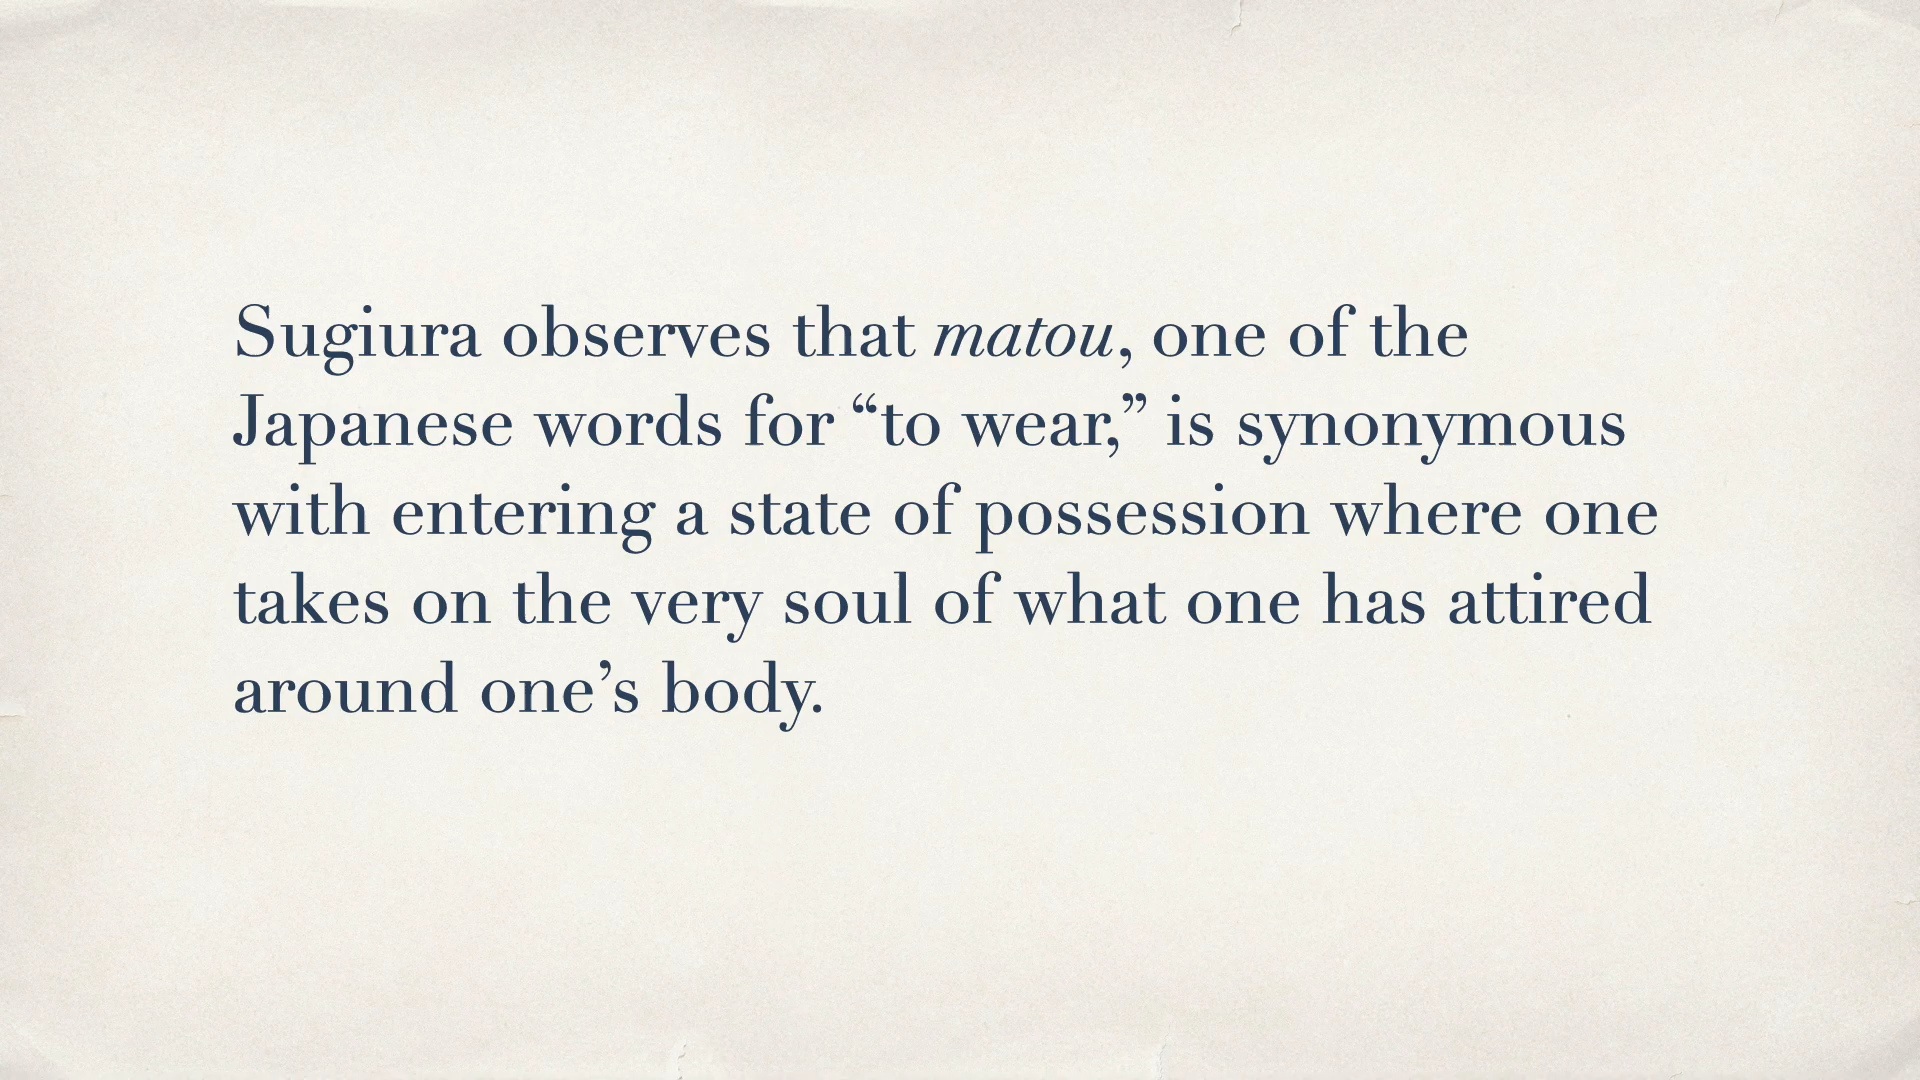 Sugiura observes that matou, one of the
Japanese words for “to wear,” is synonymous
with entering a state of possession where one
takes on the very soul of what one has attired
around one’s body.